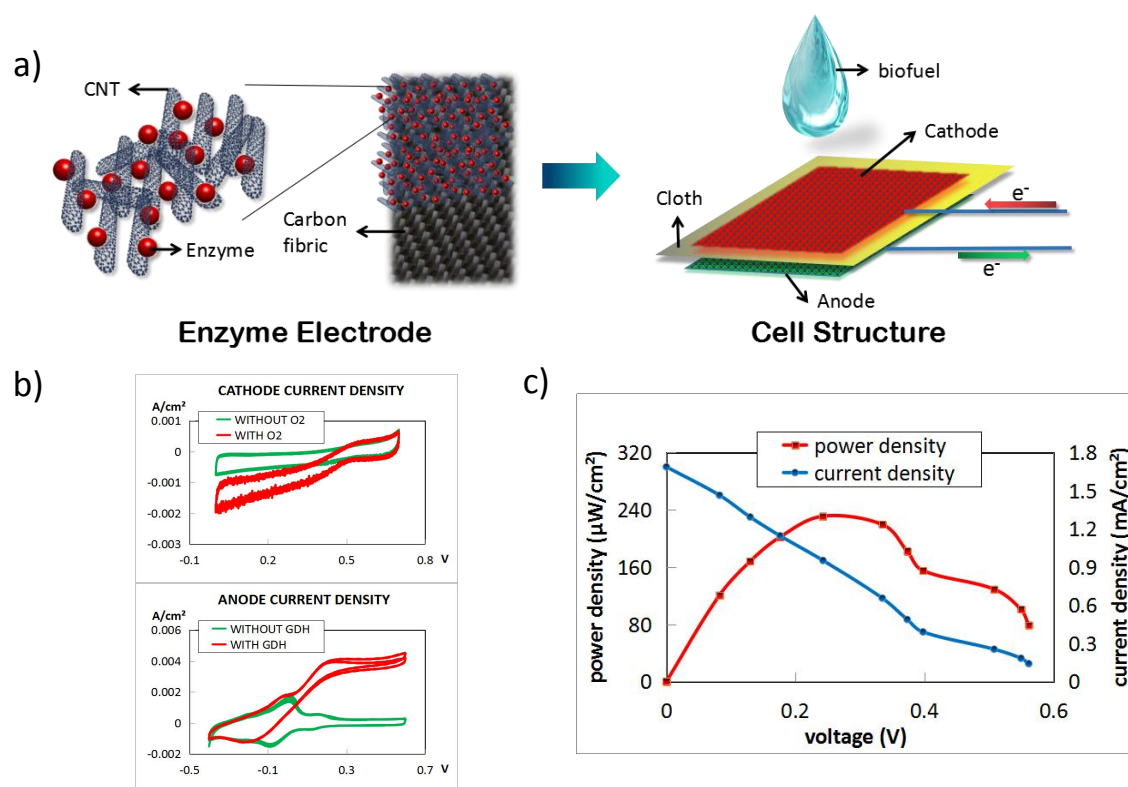 a)
CNT
Enzyme
Carbon
fibric
Enzyme Electrode
biofuel
Cathode
Cloth
e-
e-
Anode
Cell Structure
b)
CATHODE CURRENT DENSITY
A/cm²
WITHOUT O2
WITH O2
0.001
0
-0.001
-0.002
-0.003
-0.1
0.2
0.5
0.8
V
ANODE CURRENT DENSITY
A/cm²
WITHOUT GDH
WITH GDH
0.006
0.004
0.002
0
-0.002
-0.5
-0.1
0.3
0.7
V
c)
power density
current density
320
240
160
80
0
power density (µW/cm²)
1.8
1.5
1.2
0.9
0.6
0.3
0
current density (mA/cm²)
0
0.2
0.4
0.6
voltage (V)